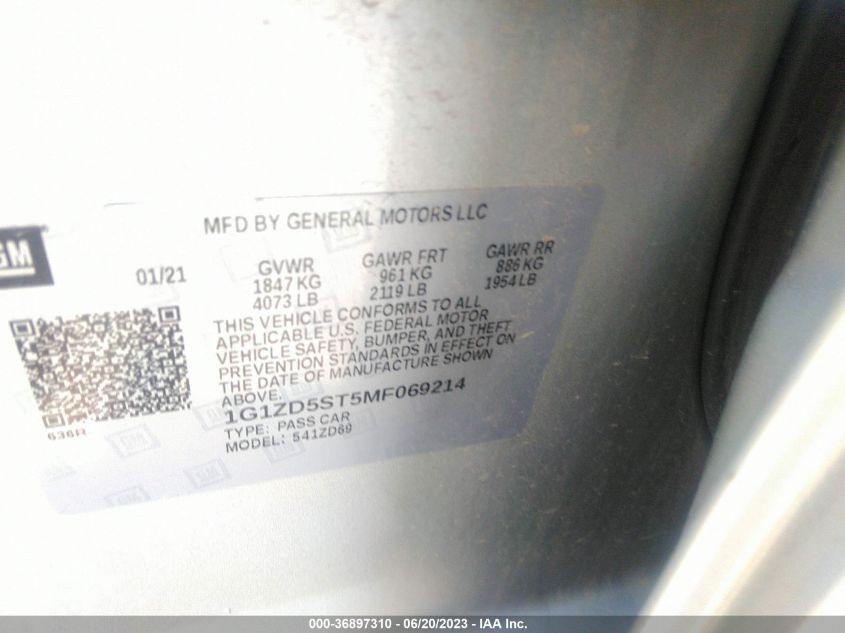 MFD BY GENERAL MOTORS LLC
GM
01/21
GVWR
1847 KG
4073 LB
GAWR FRT
961 KG
2119 LB
GAWR RR
886 KG
1954 LB
THIS VEHICLE CONFORMS TO ALL
APPLICABLE U.S. FEDERAL MOTOR
VEHICLE SAFETY, BUMPER, AND THEFT
PREVENTION STANDARDS IN EFFECT ON
THE DATE OF MANUFACTURE SHOWN
ABOVE.
1G1ZD5ST5MF069214
TYPE: PASS CAR
MODEL: 541ZD69
636R
000-36897310 - 06/20/2023 - IAA Inc.